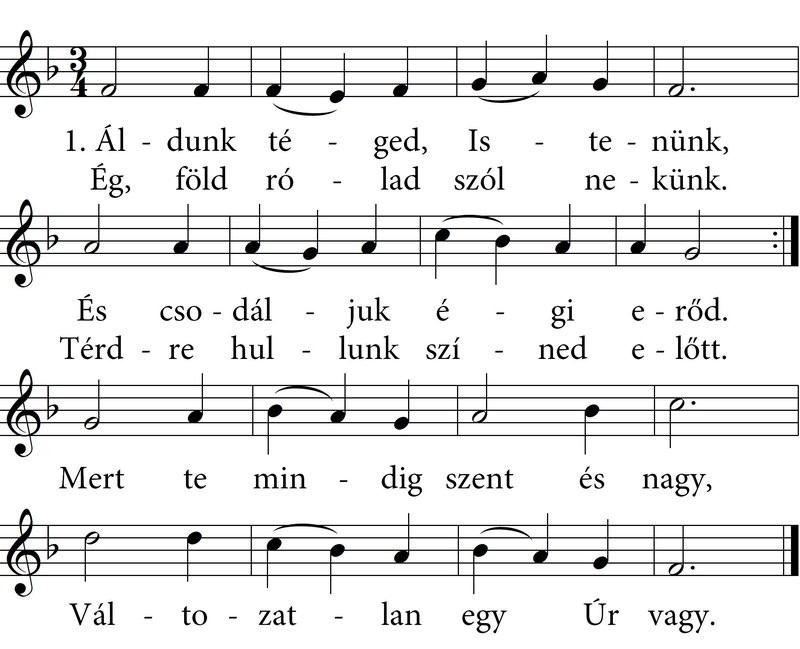 3
4
1. Ál - dunk té - ged, Is - te - nünk,
Ég, föld ró - lad szól ne - künk.
És cso - dál - juk é - gi e - rőd.
Térd - re hul - lunk szí - ned e - lőtt.
Mert te min - dig szent és nagy,
Vál - to - zat - lan egy Úr vagy.